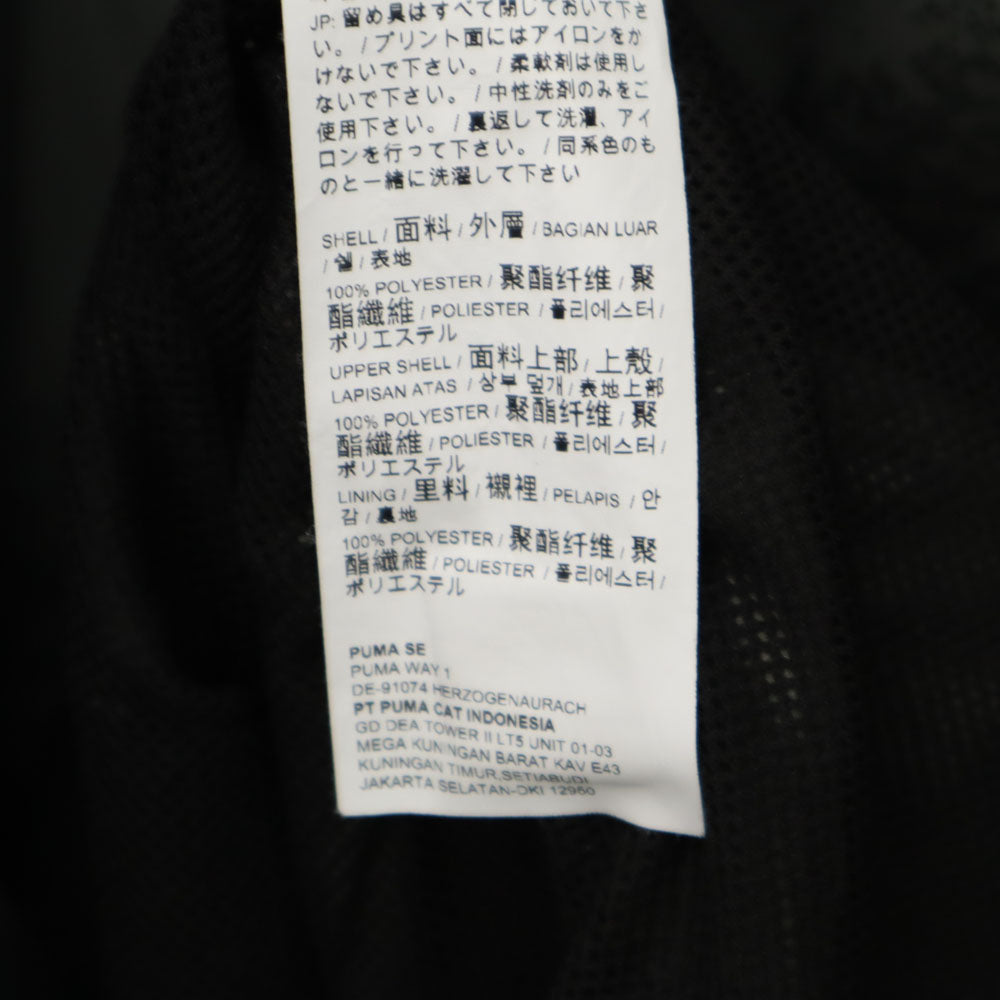 JP: 留め具はすべて閉じておいて下さ
い。 / プリント面にはアイロンをか
けないで下さい。 / 柔軟剤は使用し
ないで下さい。 / 中性洗剤のみをご
使用下さい。 / 裏返して洗濯、アイ
ロンを行って下さい。 / 同系色のも
のと一緒に洗濯して下さい
SHELL / 面料 / 外層 / BAGIAN LUAR
/ 쉘 / 表地
100% POLYESTER / 聚酯纤维 / 聚
酯纖維 / POLIESTER / 폴리에스터 /
ポリエステル
UPPER SHELL / 面料上部 / 上殼 /
LAPISAN ATAS / 상부 덮개 / 表地上部
100% POLYESTER / 聚酯纤维 / 聚
酯纖維 / POLIESTER / 폴리에스터 /
ポリエステル
LINING / 里料 / 襯裡 / PELAPIS / 안
감 / 裏地
100% POLYESTER / 聚酯纤维 / 聚
酯纖維 / POLIESTER / 폴리에스터 /
ポリエステル
PUMA SE
PUMA WAY 1
DE-91074 HERZOGENAURACH
PT PUMA CAT INDONESIA
GD DEA TOWER II LT5 UNIT 01-03
MEGA KUNINGAN BARAT KAV E43
KUNINGAN TIMUR,SETIABUDI
JAKARTA SELATAN-DKI 12950